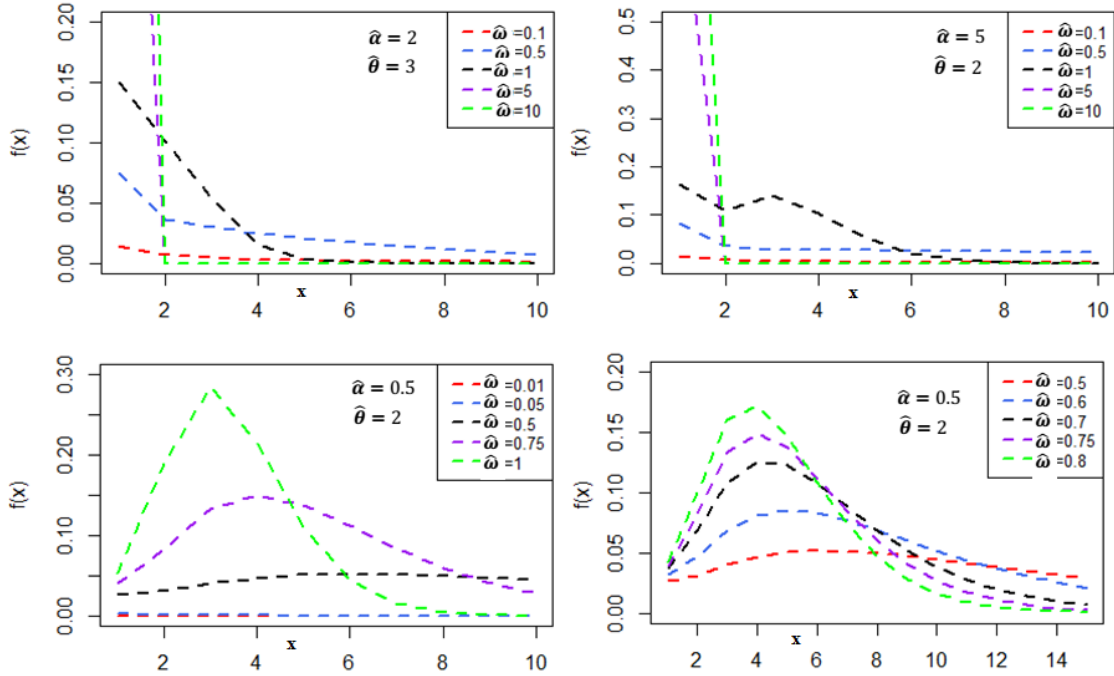 f(x)
0.20
0.15
0.10
0.05
0.00
α̂ = 2
θ̂ = 3
ω̂ =0.1
ω̂ =0.5
ω̂ =1
ω̂ =5
ω̂ =10
2 4 6 8 10
x
f(x)
0.5
0.4
0.3
0.2
0.1
0.0
α̂ = 5
θ̂ = 2
ω̂ =0.1
ω̂ =0.5
ω̂ =1
ω̂ =5
ω̂ =10
2 4 6 8 10
x
f(x)
0.30
0.20
0.10
0.00
α̂ = 0.5
θ̂ = 2
ω̂ =0.01
ω̂ =0.05
ω̂ =0.5
ω̂ =0.75
ω̂ =1
2 4 6 8 10
x
f(x)
0.20
0.15
0.10
0.05
0.00
α̂ = 0.5
θ̂ = 2
ω̂ =0.5
ω̂ =0.6
ω̂ =0.7
ω̂ =0.75
ω̂ =0.8
2 4 6 8 10 12 14
x